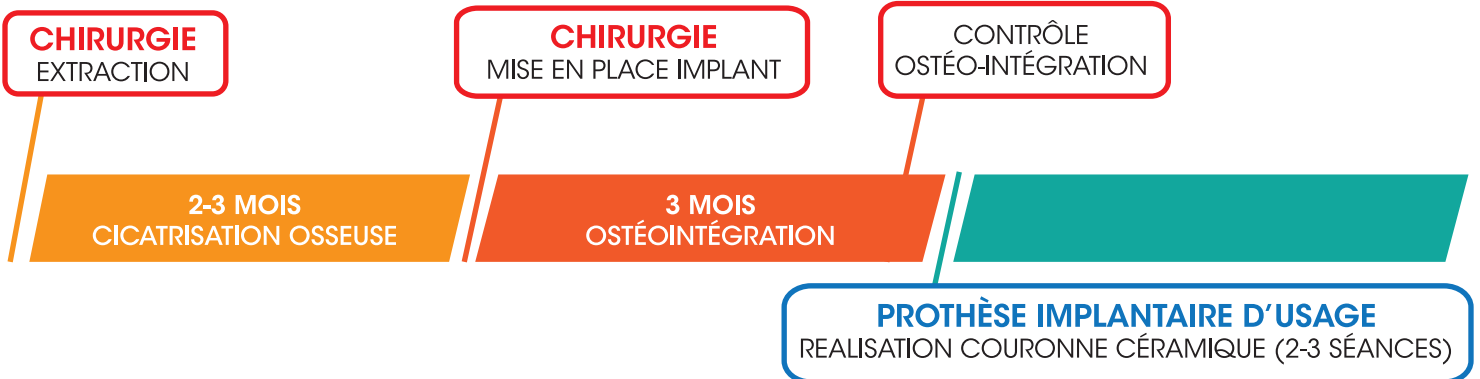 CHIRURGIE
EXTRACTION
CHIRURGIE
MISE EN PLACE IMPLANT
CONTRÔLE
OSTÉO-INTÉGRATION
2-3 MOIS
CICATRISATION OSSEUSE
3 MOIS
OSTÉOINTÉGRATION
PROTHÈSE IMPLANTAIRE D'USAGE
REALISATION COURONNE CÉRAMIQUE (2-3 SÉANCES)